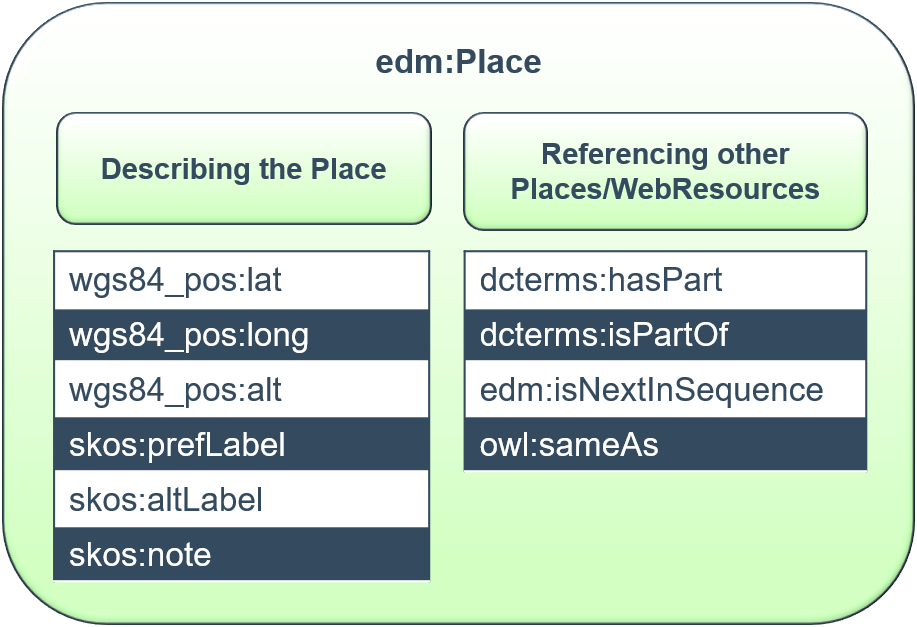 edm:Place
Describing the Place
wgs84_pos:lat
wgs84_pos:long
wgs84_pos:alt
skos:prefLabel
skos:altLabel
skos:note
Referencing other
Places/WebResources
dcterms:hasPart
dcterms:isPartOf
edm:isNextInSequence
owl:sameAs